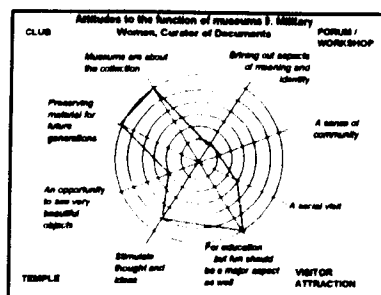 Attitudes to the function of museums 9. Military
Women, Curator of Documents
CLUB
FORUM /
WORKSHOP
Museums are about
the collection
Brining out aspects
of meaning and
identity
Preserving
material for
future
generations
A sense of
community
An opportunity
to see very
beautiful
objects
A social visit
Stimulate
thought and
ideas
For education
but fun should
be a major aspect
as well
TEMPLE
VISITOR
ATTRACTION